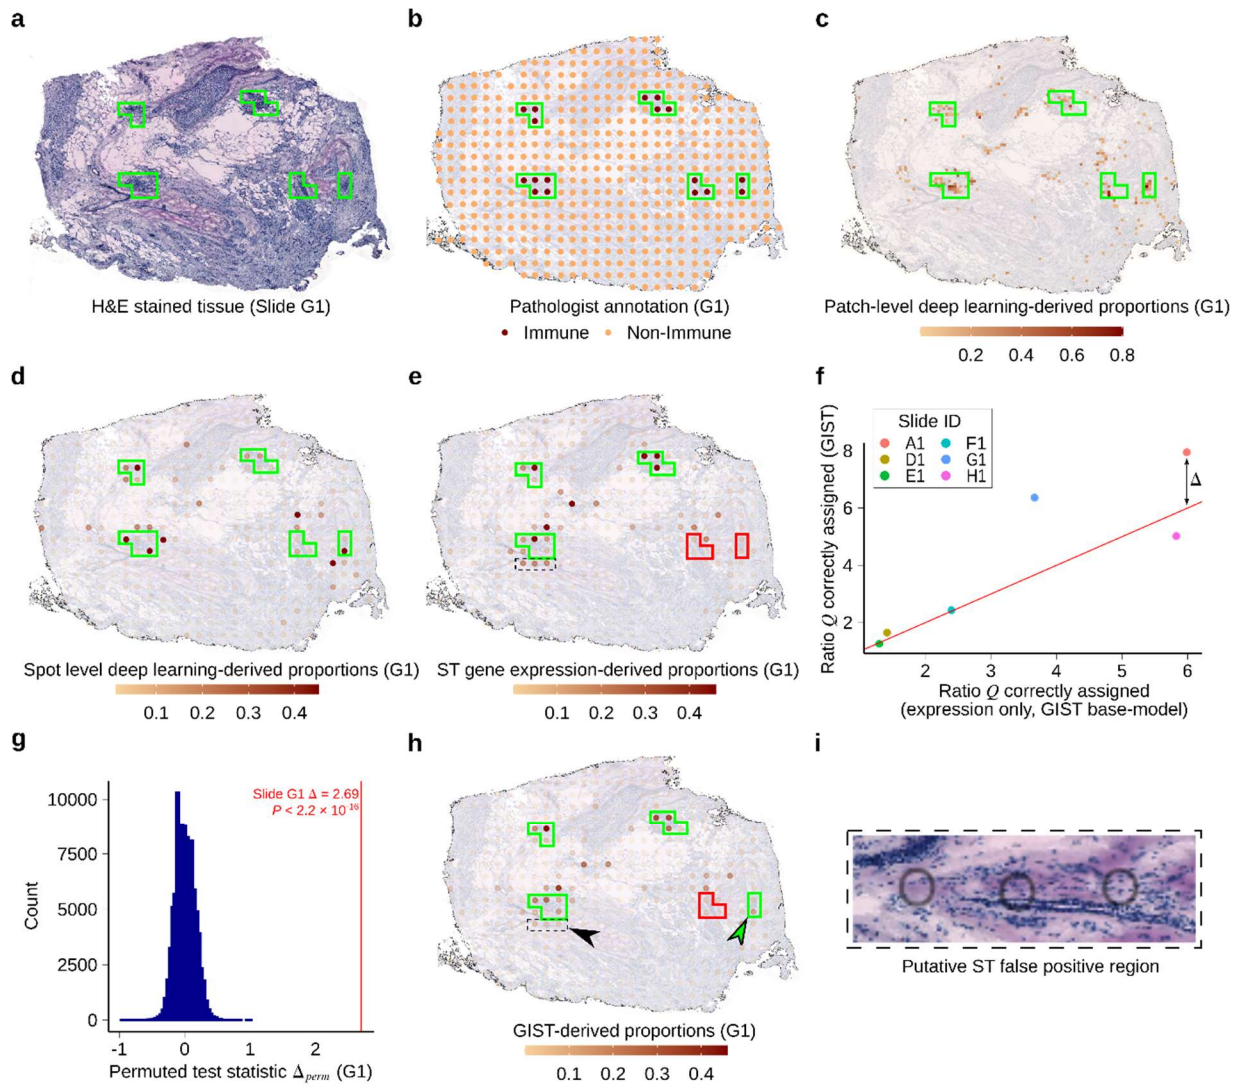 a
b
c
H&E stained tissue (Slide G1)
Pathologist annotation (G1)
Immune Non-Immune
Patch-level deep learning-derived proportions (G1)
0.2 0.4 0.6 0.8
d
e
f
Spot level deep learning-derived proportions (G1)
0.1 0.2 0.3 0.4
ST gene expression-derived proportions (G1)
0.1 0.2 0.3 0.4
Ratio Q correctly assigned (GIST)
8
6
4
2
Slide ID
A1 F1
D1 G1
E1 H1
Δ
2 3 4 5 6
Ratio Q correctly assigned
(expression only, GIST base-model)
g
h
i
Count
10000
7500
5000
2500
0
Slide G1 Δ = 2.69
P < 2.2 × 10⁻¹⁶
-1 0 1 2
Permuted test statistic Δperm (G1)
GIST-derived proportions (G1)
0.1 0.2 0.3 0.4
Putative ST false positive region